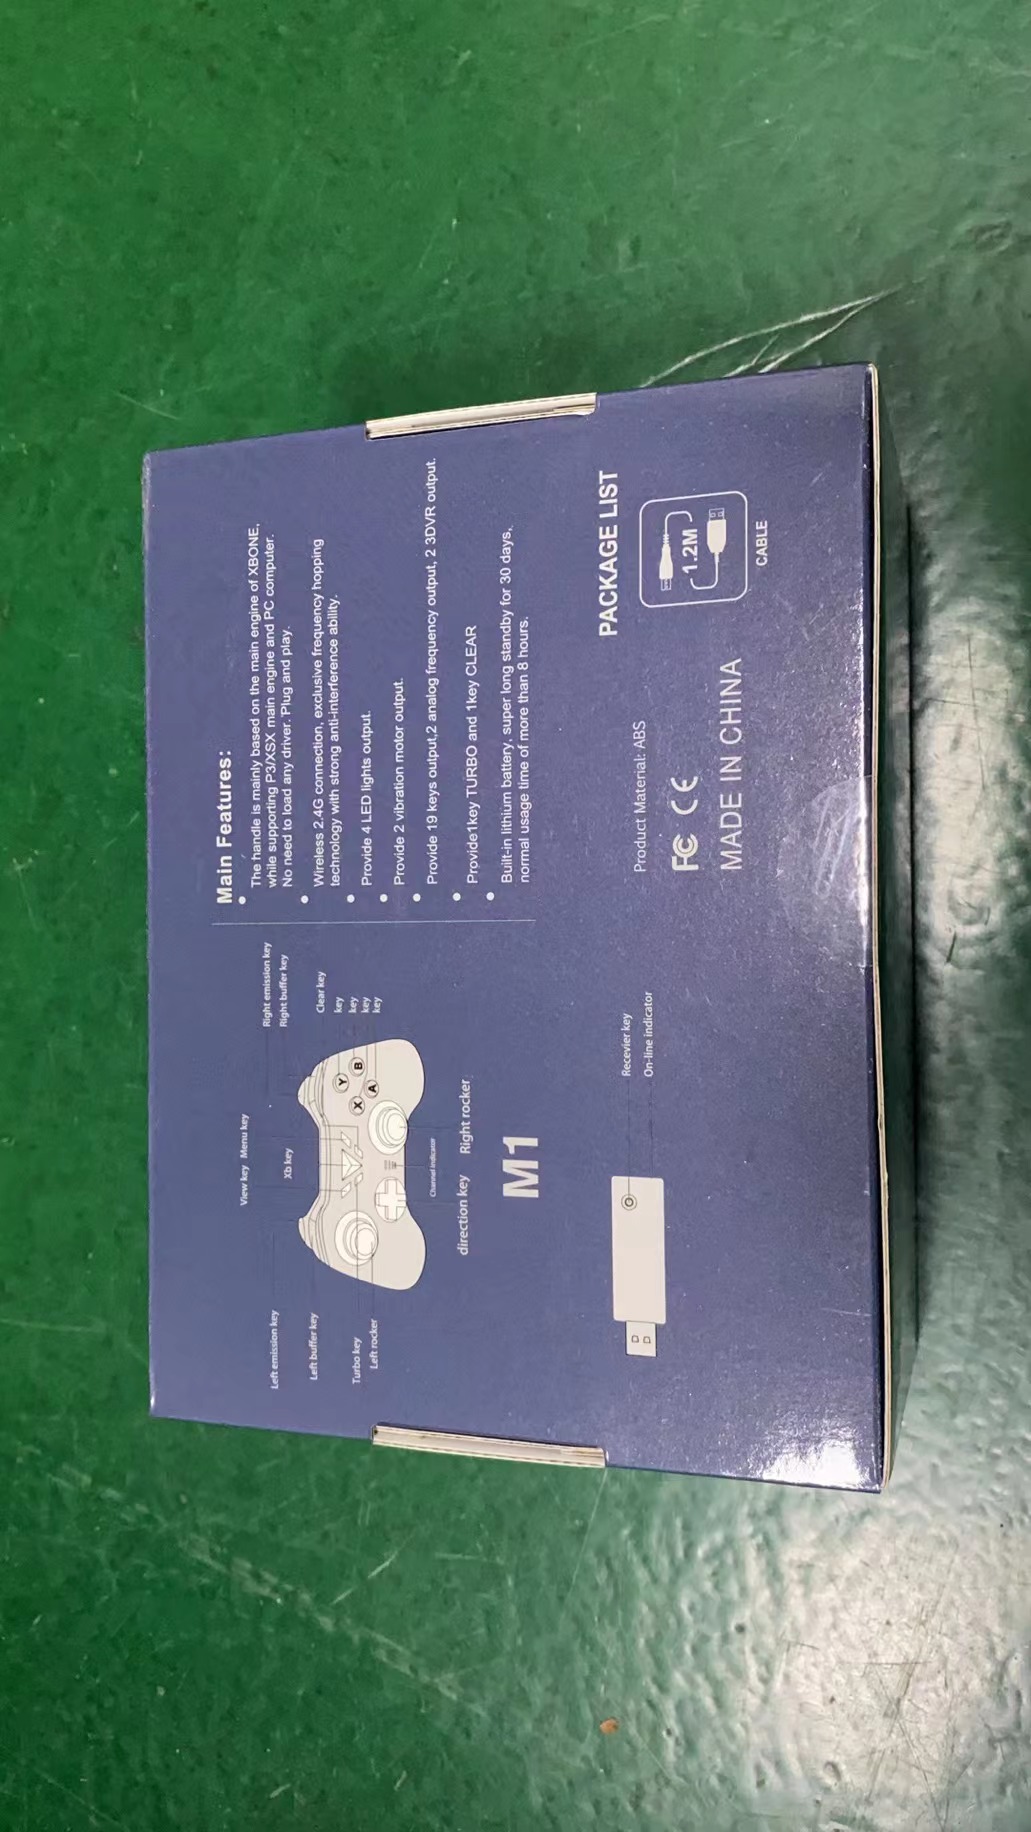 Left emission key
Left buffer key
Turbo key
Left rocker
View key
Menu key
Xb key
Right emission key
Right buffer key
Clear key
key
key
key
key
Y
X
B
A
Channel indicator
direction key
Right rocker
M1
Recevier key
On-line indicator
Main Features:
The handle is mainly based on the main engine of XBONE,
while supporting P3/XSX main engine and PC computer.
No need to load any driver. Plug and play.
Wireless 2.4G connection, exclusive frequency hopping
technology with strong anti-interference ability.
Provide 4 LED lights output.
Provide 2 vibration motor output.
Provide 19 keys output,2 analog frequency output, 2 3DVR output.
Provide1key TURBO and 1key CLEAR
Built-in lithium battery, super long standby for 30 days,
normal usage time of more than 8 hours.
Product Material: ABS
FC CE
MADE IN CHINA
PACKAGE LIST
1.2M
CABLE